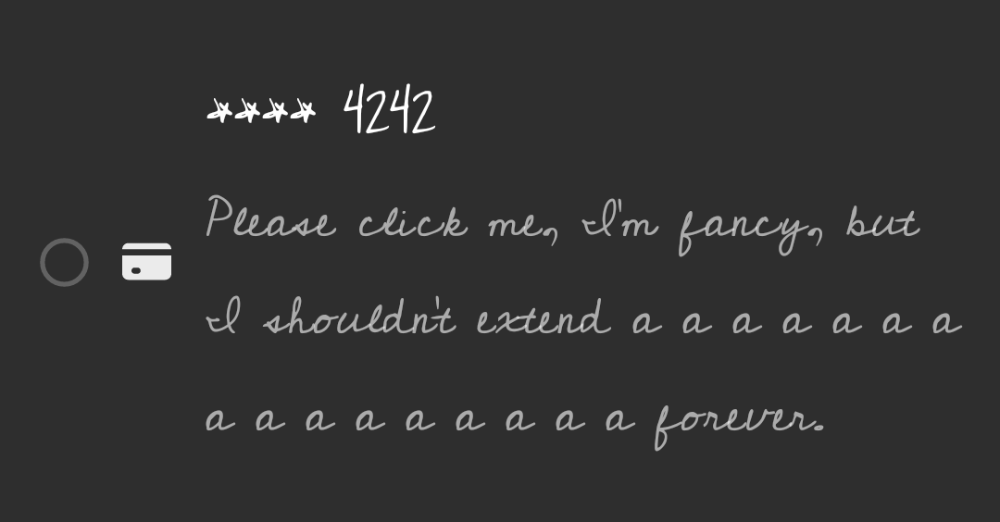 **** 4242
Please click me, I'm fancy, but
I shouldn't extend a a a a a a a
a a a a a a a a a forever.